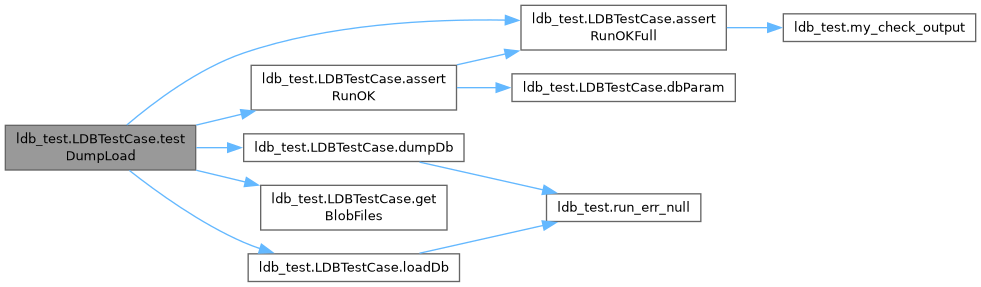 ldb_test.LDBTestCase.assert
RunOKFull
ldb_test.my_check_output
ldb_test.LDBTestCase.assert
RunOK
ldb_test.LDBTestCase.dbParam
ldb_test.LDBTestCase.test
DumpLoad
ldb_test.LDBTestCase.dumpDb
ldb_test.LDBTestCase.get
BlobFiles
ldb_test.run_err_null
ldb_test.LDBTestCase.loadDb